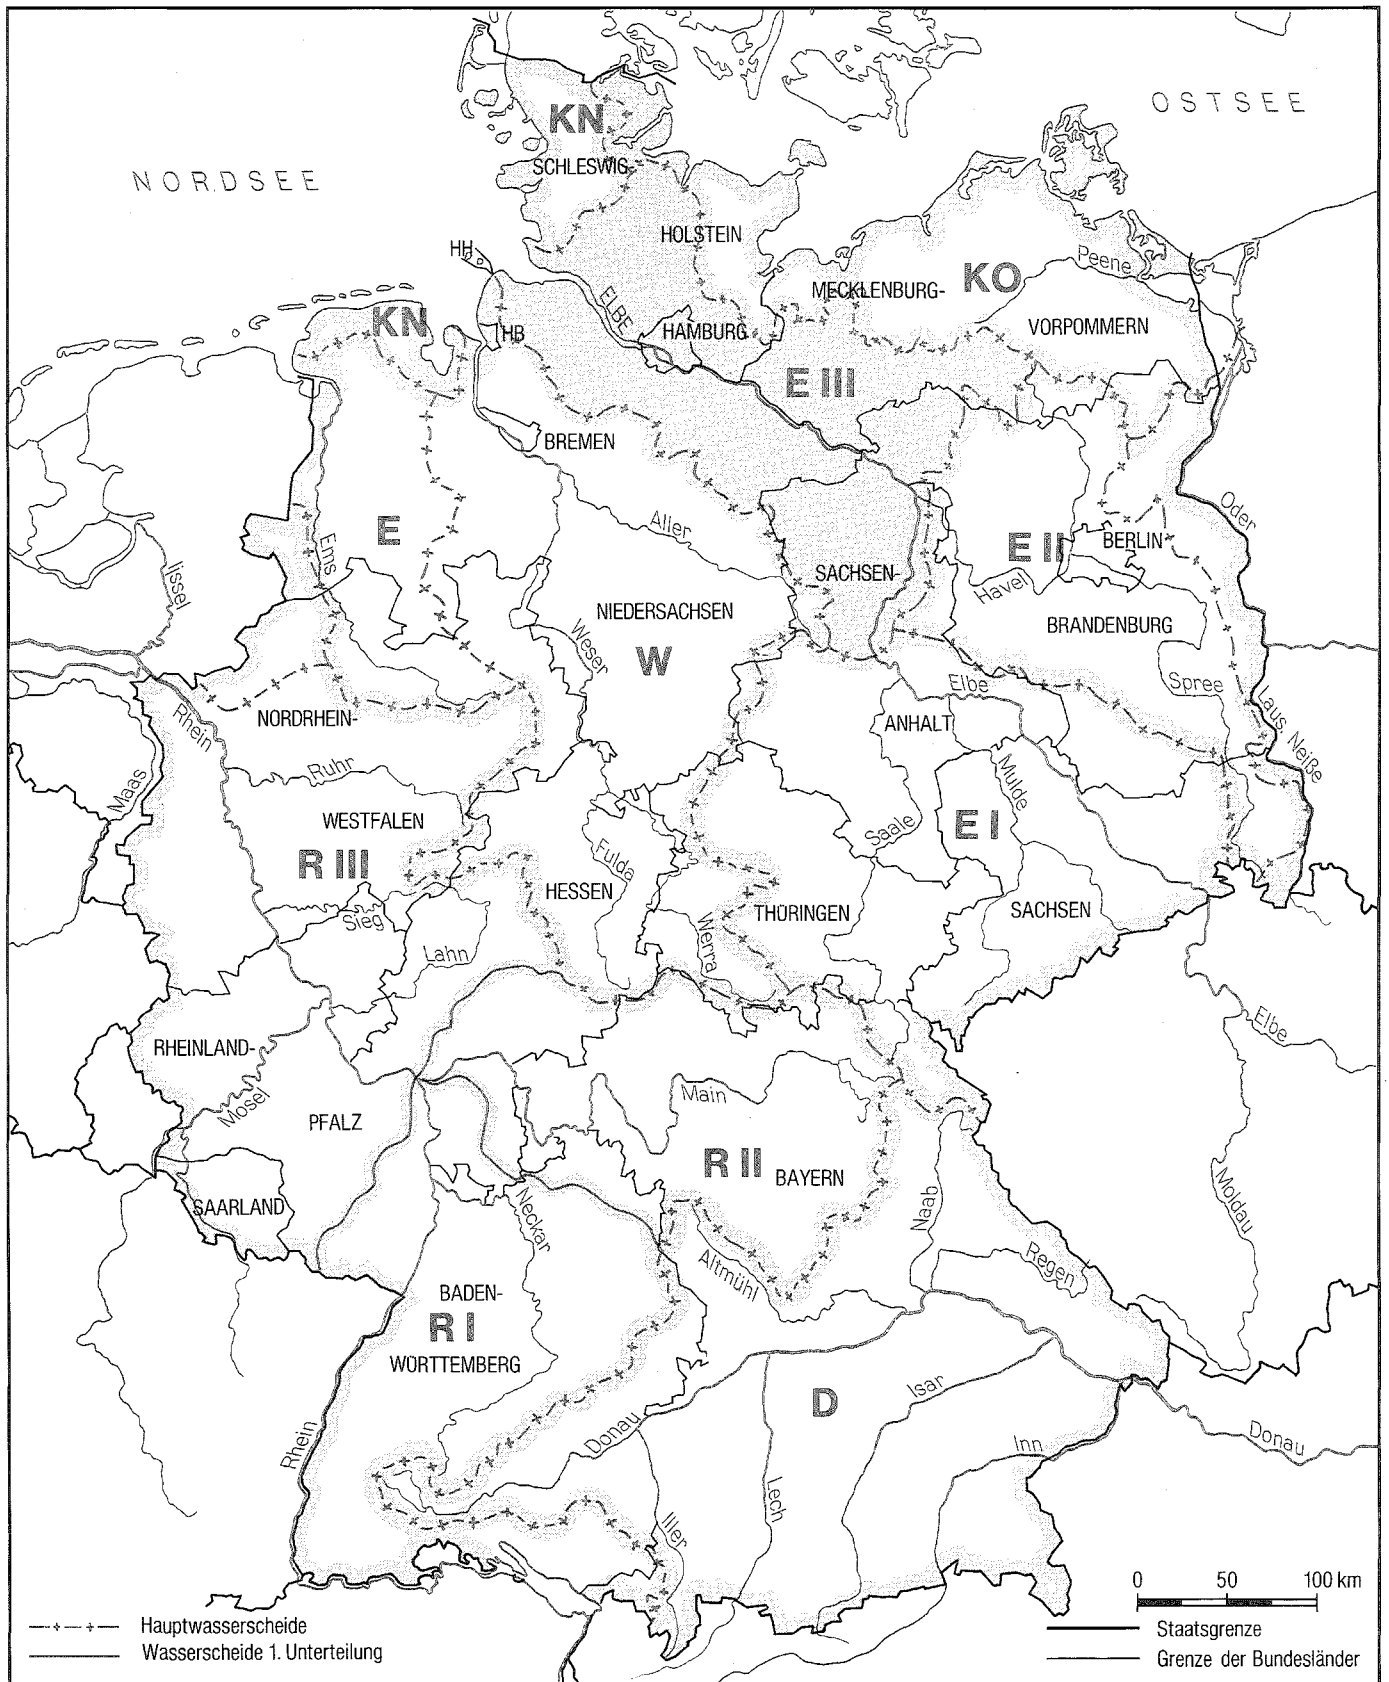 OSTSEE
NORDSEE
KN
SCHLESWIG-
HOLSTEIN
HH
ELBE
KN
HB
HAMBURG
MECKLENBURG-
KO
Peene
VORPOMMERN
E III
BREMEN
Ems
E
Aller
Oder
E II
BERLIN
Havel
SACHSEN-
Ijssel
NIEDERSACHSEN
W
Weser
BRANDENBURG
Spree
Elbe
Laus. Neiße
Rhein
NORDRHEIN-
ANHALT
Maas
Ruhr
Mulde
WESTFALEN
R III
E I
Saale
Fulda
HESSEN
THÜRINGEN
SACHSEN
Sieg
Lahn
Werra
Elbe
RHEINLAND-
Mosel
PFALZ
Main
R II
BAYERN
SAARLAND
Neckar
Naab
Moldau
Altmühl
Regen
BADEN-
R I
WÜRTTEMBERG
D
Isar
Donau
Rhein
Inn
Donau
Lech
Iller
0 50 100 km
Hauptwasserscheide
Wasserscheide 1. Unterteilung
Staatsgrenze
Grenze der Bundesländer